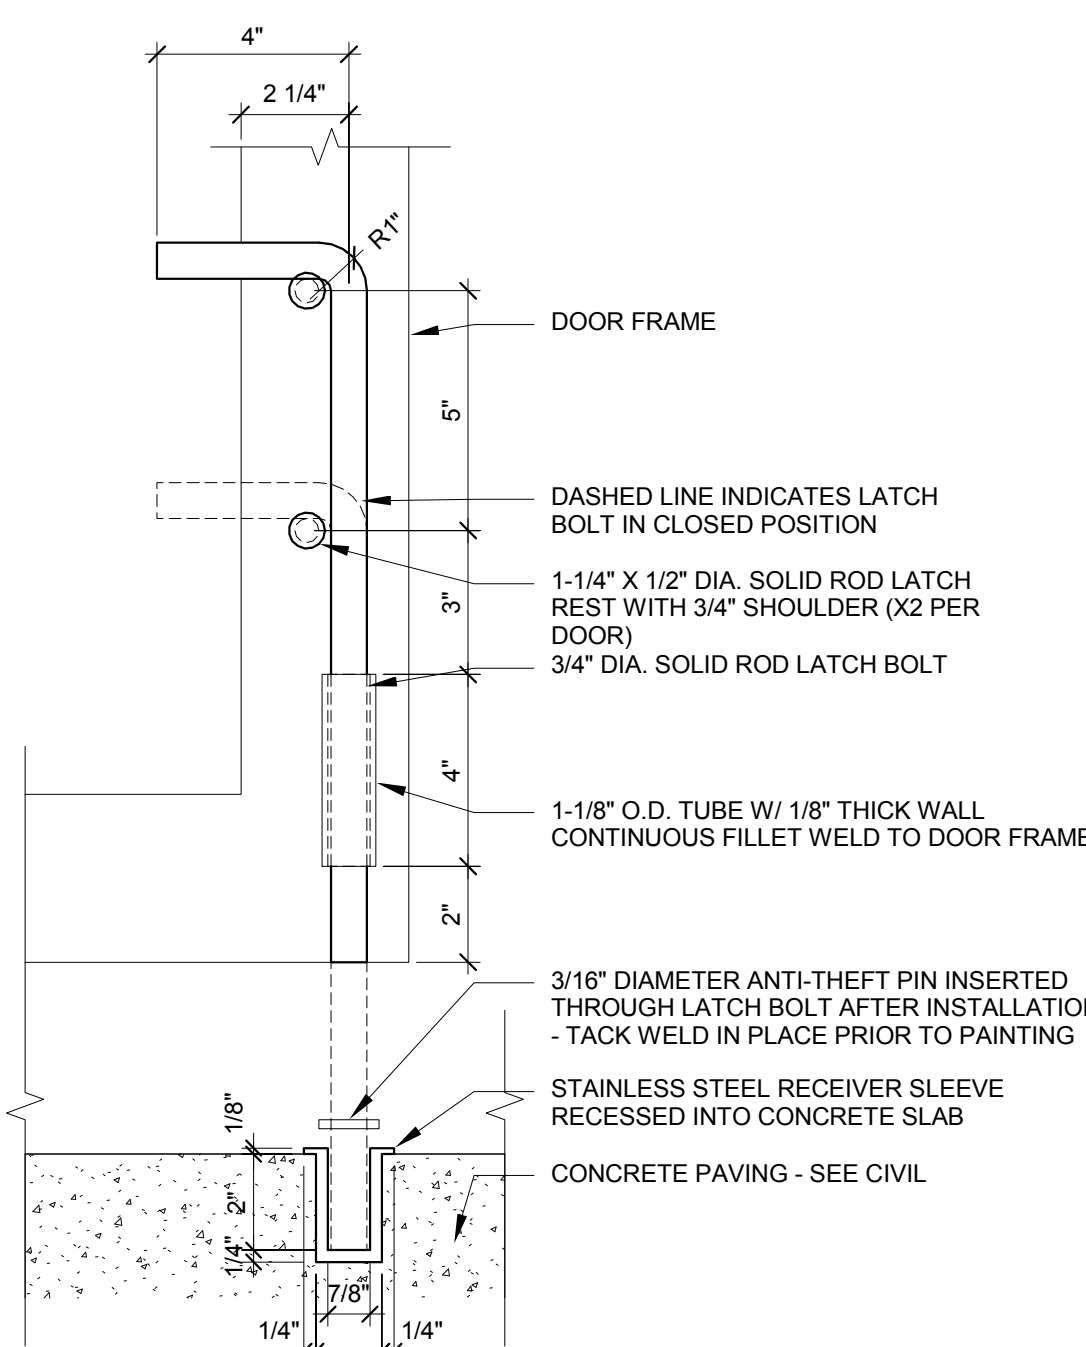 4"
2 1/4"
R1"
DOOR FRAME
5"
DASHED LINE INDICATES LATCH
BOLT IN CLOSED POSITION
1-1/4" X 1/2" DIA. SOLID ROD LATCH
REST WITH 3/4" SHOULDER (X2 PER
DOOR)
3"
3/4" DIA. SOLID ROD LATCH BOLT
4"
1-1/8" O.D. TUBE W/ 1/8" THICK WALL
CONTINUOUS FILLET WELD TO DOOR FRAME
2"
3/16" DIAMETER ANTI-THEFT PIN INSERTED
THROUGH LATCH BOLT AFTER INSTALLATION
- TACK WELD IN PLACE PRIOR TO PAINTING
STAINLESS STEEL RECEIVER SLEEVE
RECESSED INTO CONCRETE SLAB
1/8"
CONCRETE PAVING - SEE CIVIL
2"
1/4"
7/8"
1/4"
1/4"